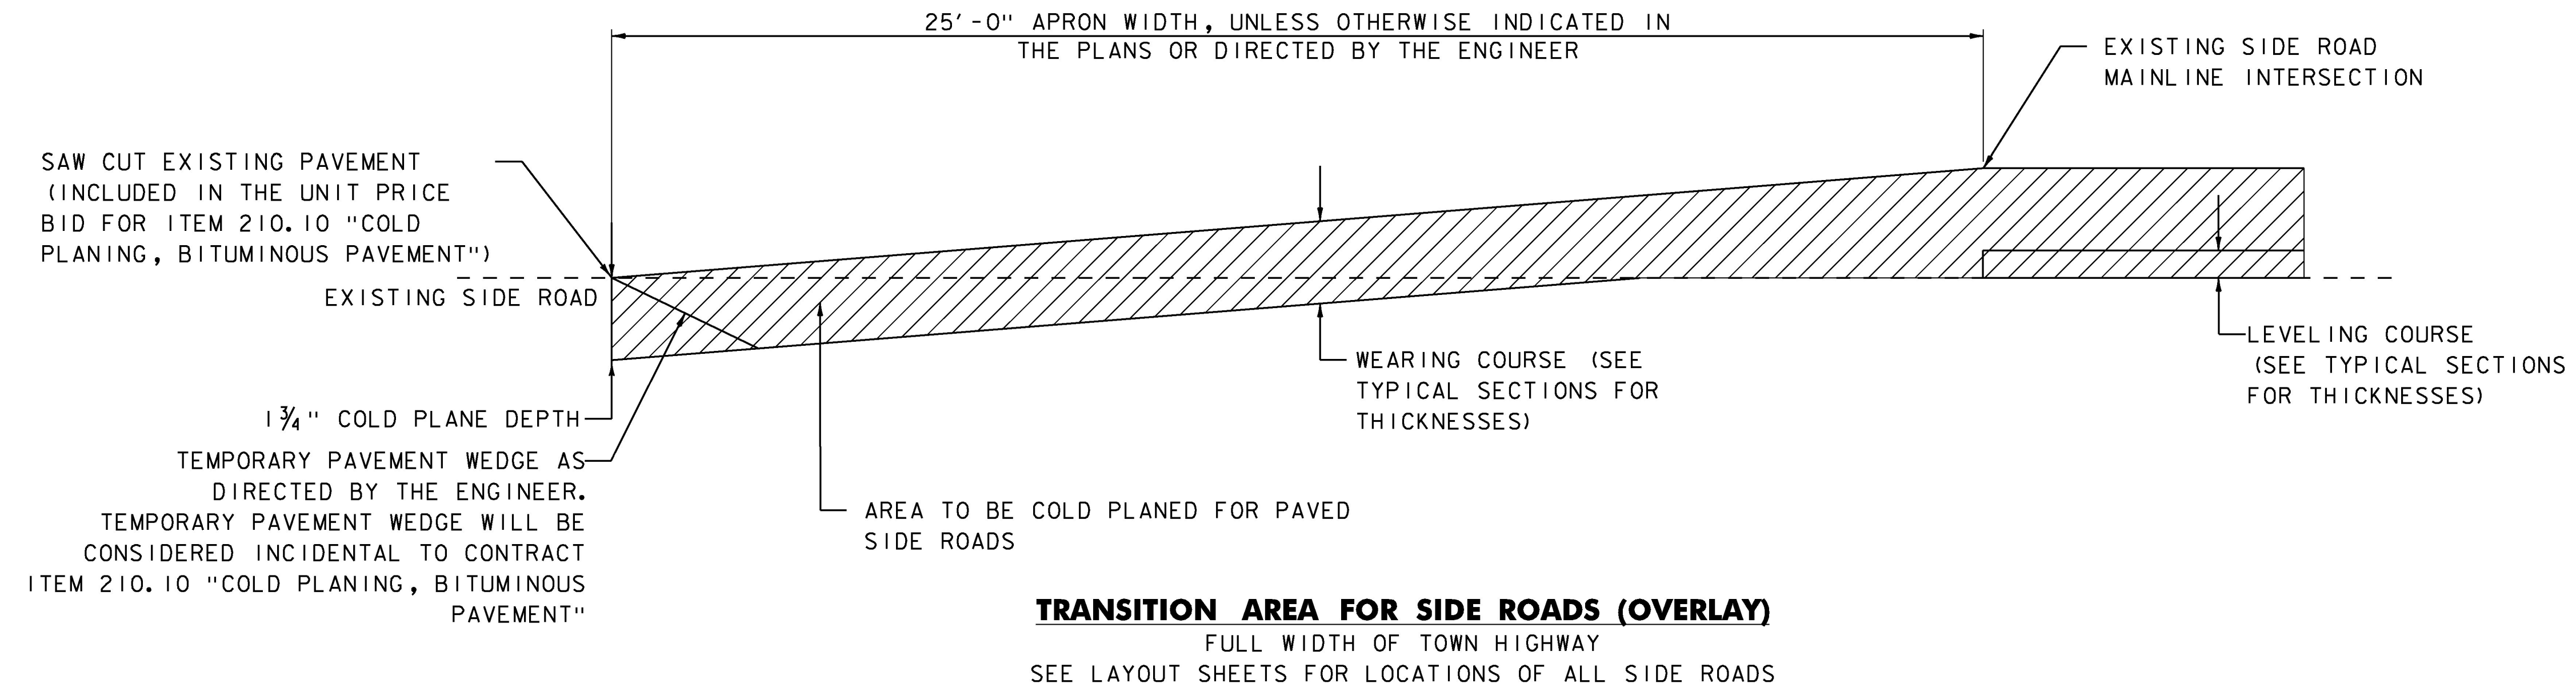 25'-0" APRON WIDTH, UNLESS OTHERWISE INDICATED IN
THE PLANS OR DIRECTED BY THE ENGINEER
EXISTING SIDE ROAD
MAINLINE INTERSECTION
SAW CUT EXISTING PAVEMENT
(INCLUDED IN THE UNIT PRICE
BID FOR ITEM 210.10 "COLD
PLANING, BITUMINOUS PAVEMENT")
EXISTING SIDE ROAD
LEVELING COURSE
(SEE TYPICAL SECTIONS
FOR THICKNESSES)
WEARING COURSE (SEE
TYPICAL SECTIONS FOR
THICKNESSES)
1 3/4" COLD PLANE DEPTH
TEMPORARY PAVEMENT WEDGE AS
DIRECTED BY THE ENGINEER.
TEMPORARY PAVEMENT WEDGE WILL BE
CONSIDERED INCIDENTAL TO CONTRACT
ITEM 210.10 "COLD PLANING, BITUMINOUS
PAVEMENT"
AREA TO BE COLD PLANED FOR PAVED
SIDE ROADS
TRANSITION AREA FOR SIDE ROADS (OVERLAY)
FULL WIDTH OF TOWN HIGHWAY
SEE LAYOUT SHEETS FOR LOCATIONS OF ALL SIDE ROADS